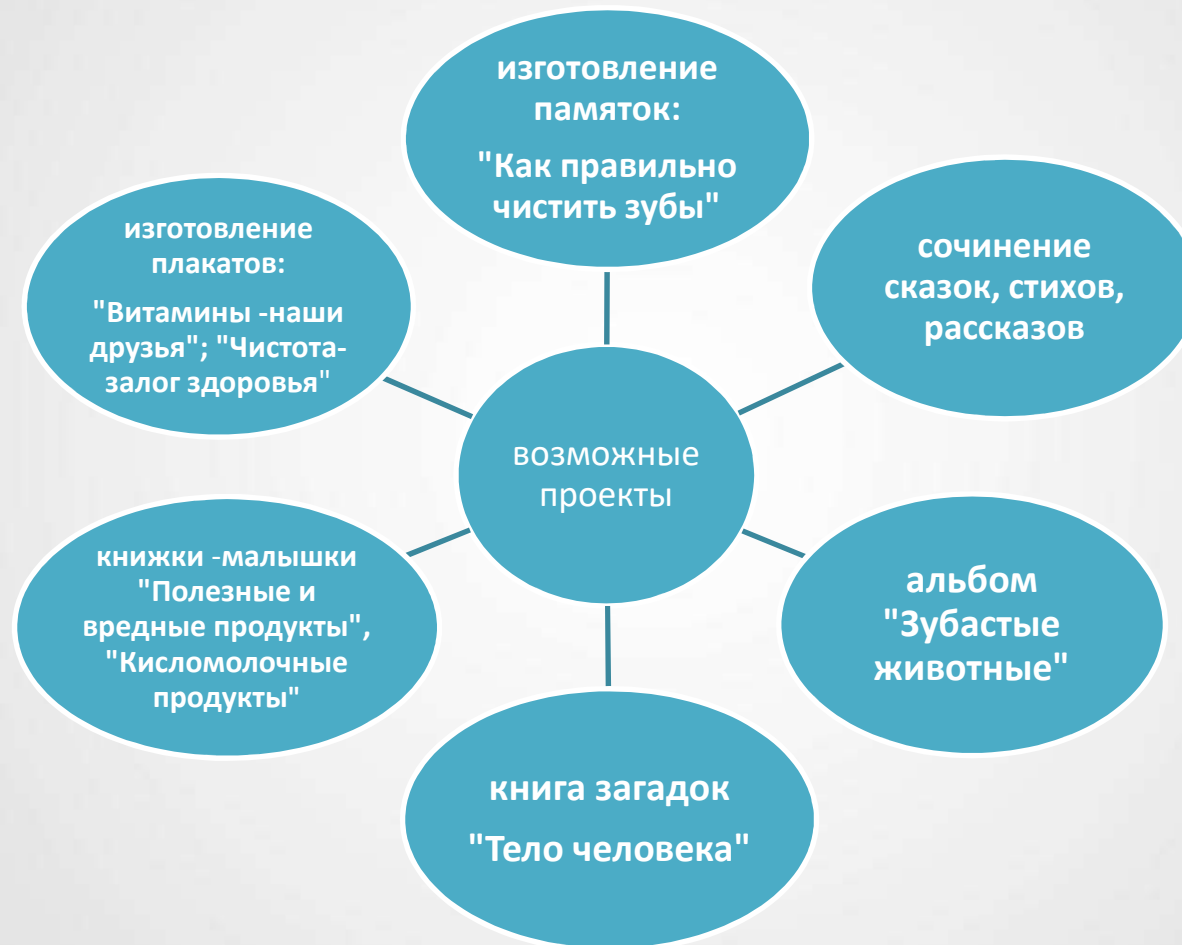 изготовление
памяток:
"Как правильно
чистить зубы"
сочинение
сказок, стихов,
рассказов
альбом
"Зубастые
животные"
книга загадок
"Тело человека"
книжки -малышки
"Полезные и
вредные продукты",
"Кисломолочные
продукты"
изготовление
плакатов:
"Витамины -наши
друзья"; "Чистота-
залог здоровья"
возможные
проекты